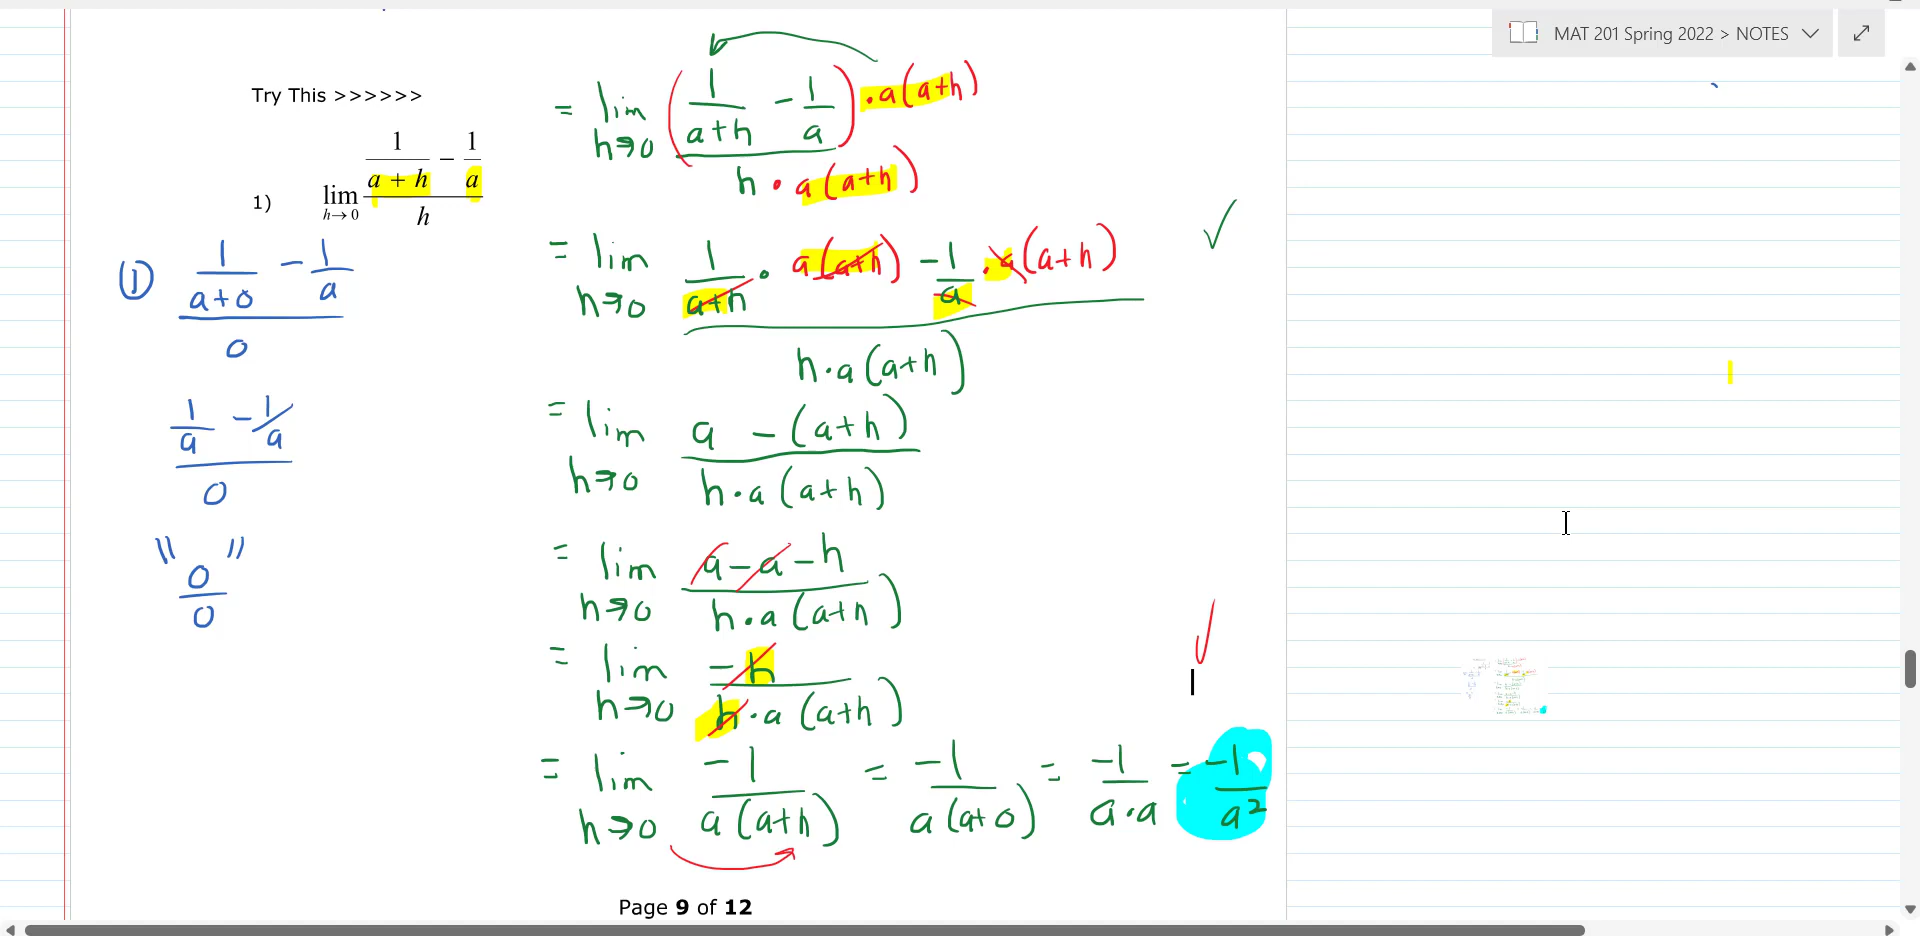 MAT 201 Spring 2022 > NOTES
Try This >>>>>>
1) lim h→0 (1/(a + h) − 1/a)/h
① (1/(a+0) − 1/a)/0
(1/a − 1/a)/0
" 0/0 "
= lim h→0 (1/(a+h) − 1/a) · a(a+h) / h · a(a+h)
= lim h→0 (1/(a+h) · a(a+h) − 1/a · a(a+h)) / h·a(a+h)
= lim h→0 (a − (a+h)) / h·a(a+h)
= lim h→0 (a − a − h) / h·a(a+h)
= lim h→0 −h / h·a(a+h)
= lim h→0 −1 / a(a+h) = −1 / a(a+0) = −1 / a·a = −1 / a²
Page 9 of 12